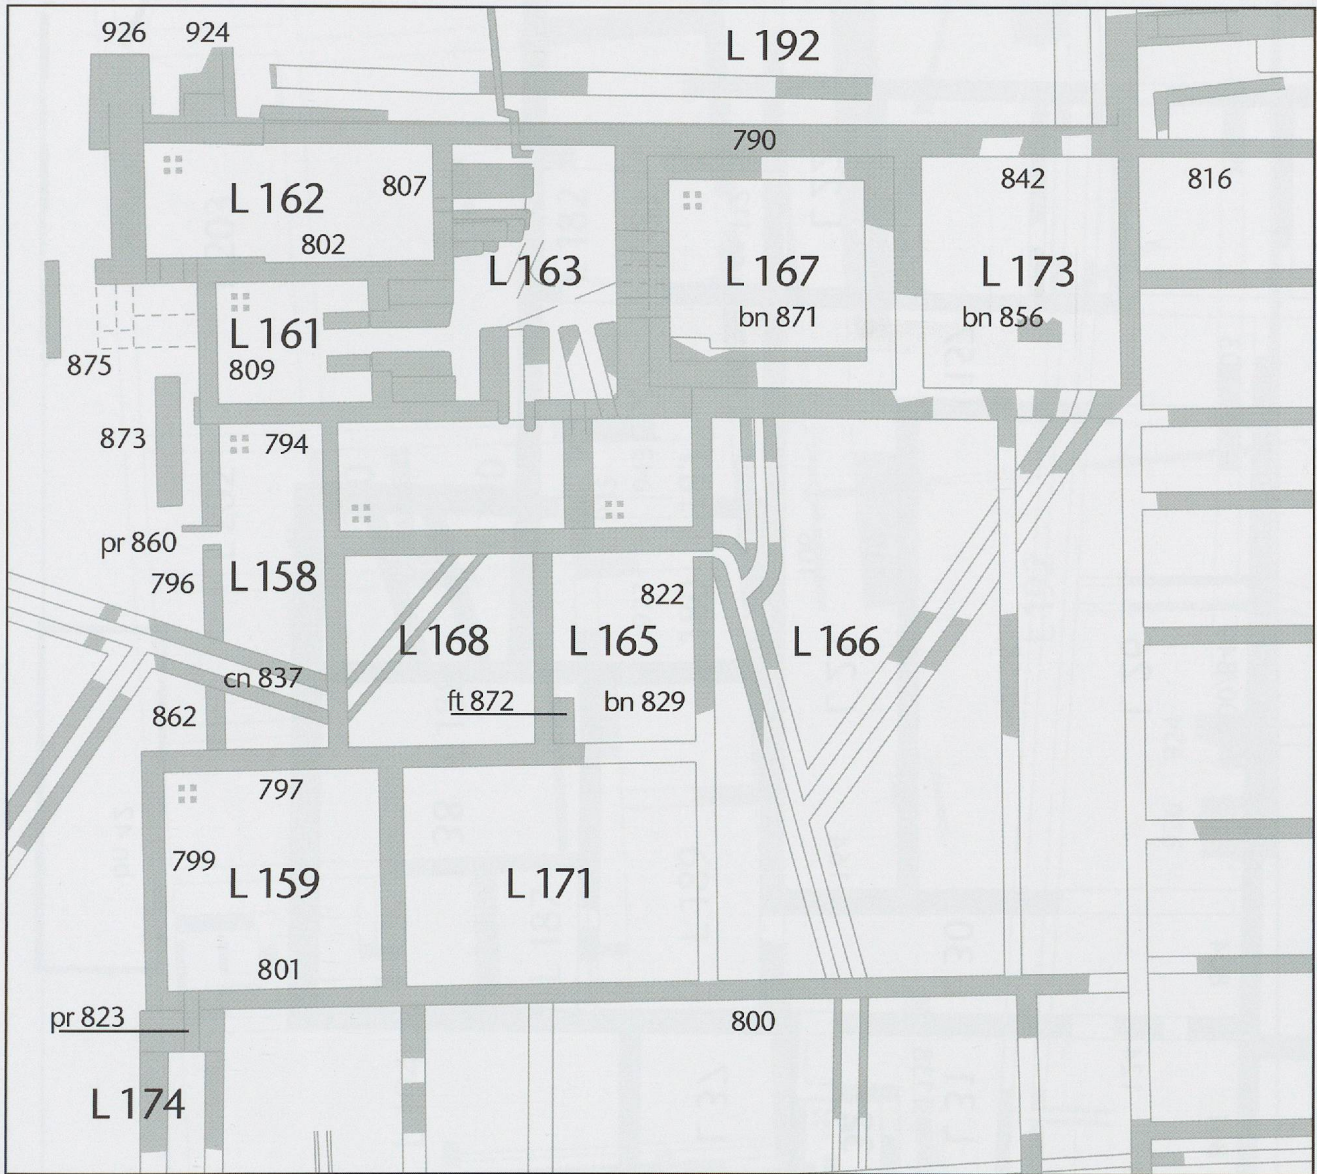 926 924
L 192
790
842 816
807
L 162
802
L 163 L 167 L 173
bn 871 bn 856
L 161
875 809
873 794
pr 860
796 L 158
822
L 168 L 165 L 166
cn 837
ft 872 bn 829
862
797
799
L 159 L 171
801
pr 823 800
L 174